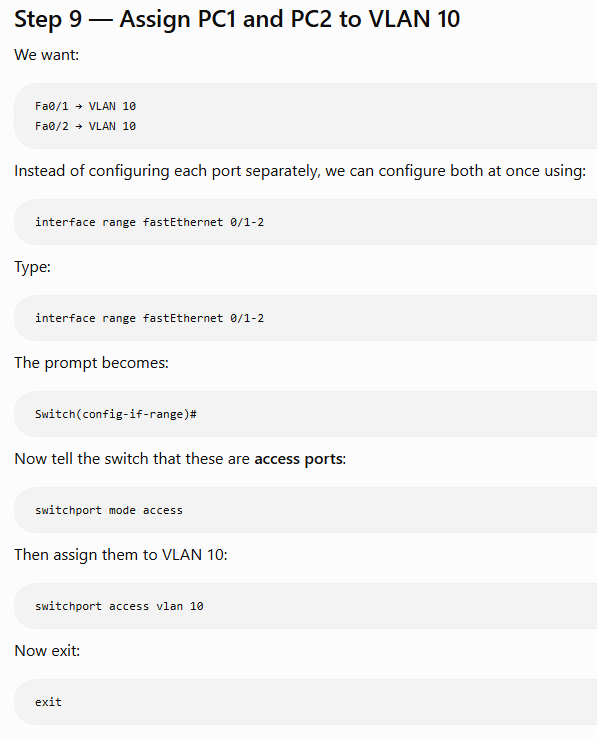 Step 9 — Assign PC1 and PC2 to VLAN 10
We want:
Fa0/1 → VLAN 10
Fa0/2 → VLAN 10
Instead of configuring each port separately, we can configure both at once using:
interface range fastEthernet 0/1-2
Type:
interface range fastEthernet 0/1-2
The prompt becomes:
Switch(config-if-range)#
Now tell the switch that these are access ports:
switchport mode access
Then assign them to VLAN 10:
switchport access vlan 10
Now exit:
exit